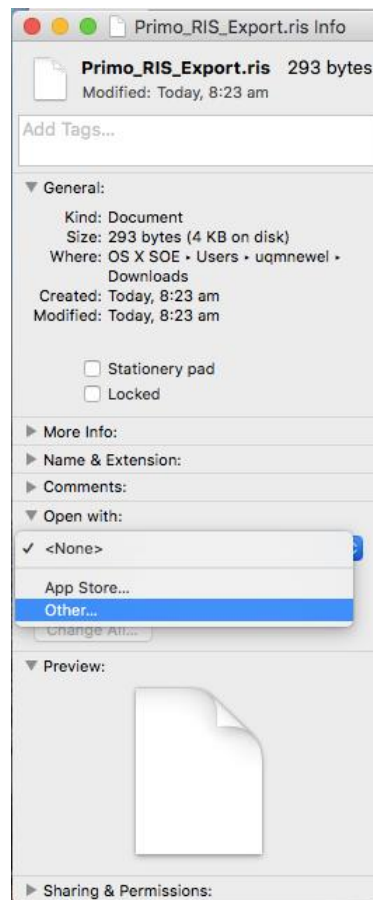 Primo_RIS_Export.ris Info
Primo_RIS_Export.ris 293 bytes
Modified: Today, 8:23 am
Add Tags...
General:
Kind: Document
Size: 293 bytes (4 KB on disk)
Where: OS X SOE ▸ Users ▸ uqmnewel ▸
Downloads
Created: Today, 8:23 am
Modified: Today, 8:23 am
Stationery pad
Locked
More Info:
Name & Extension:
Comments:
Open with:
✓ <None>
App Store...
Other...
Change All...
Preview:
Sharing & Permissions: